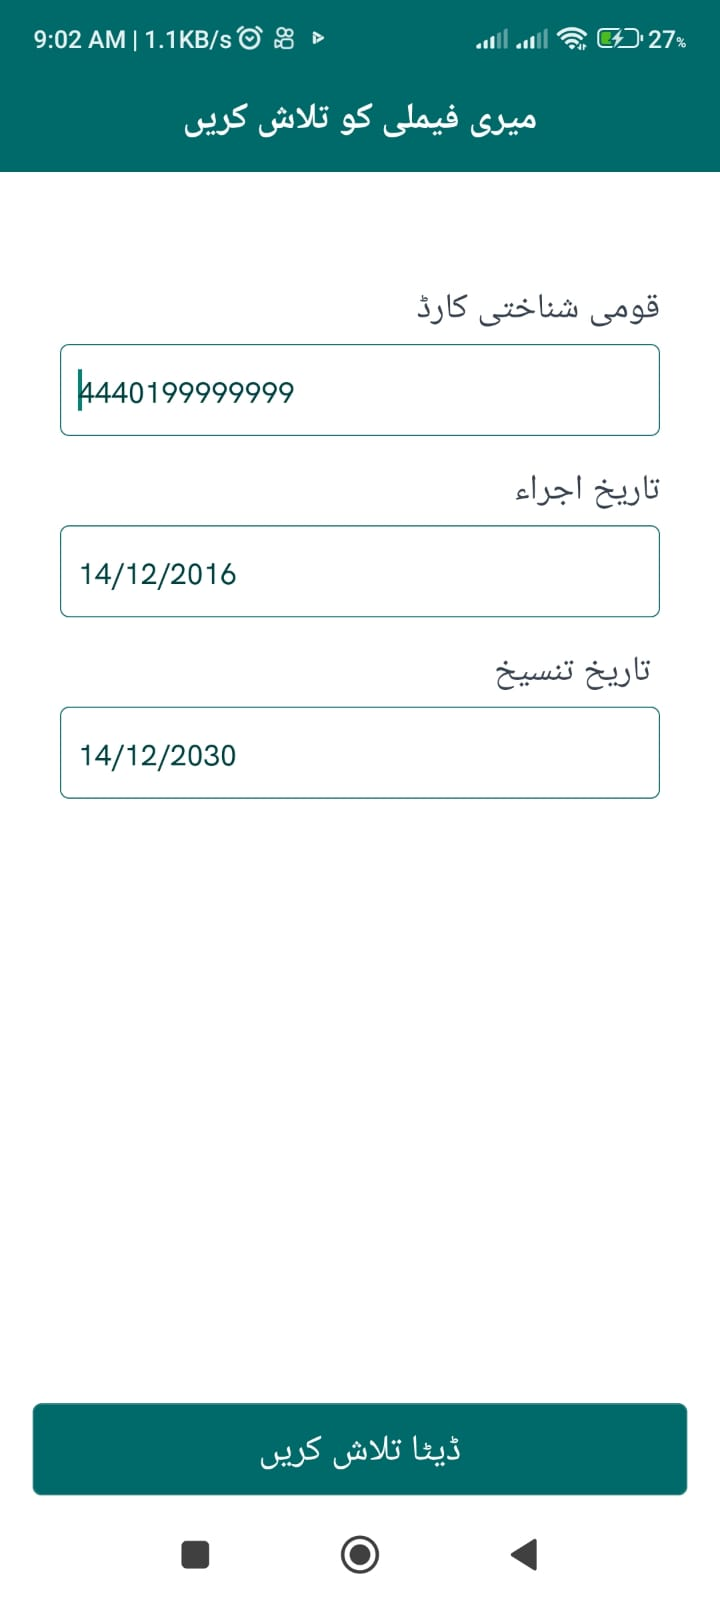 9:02 AM | 1.1KB/s 27%
میری فیملی کو تلاش کریں
قومی شناختی کارڈ
4440199999999
تاریخ اجراء
14/12/2016
تاریخ تنسیخ
14/12/2030
ڈیٹا تلاش کریں